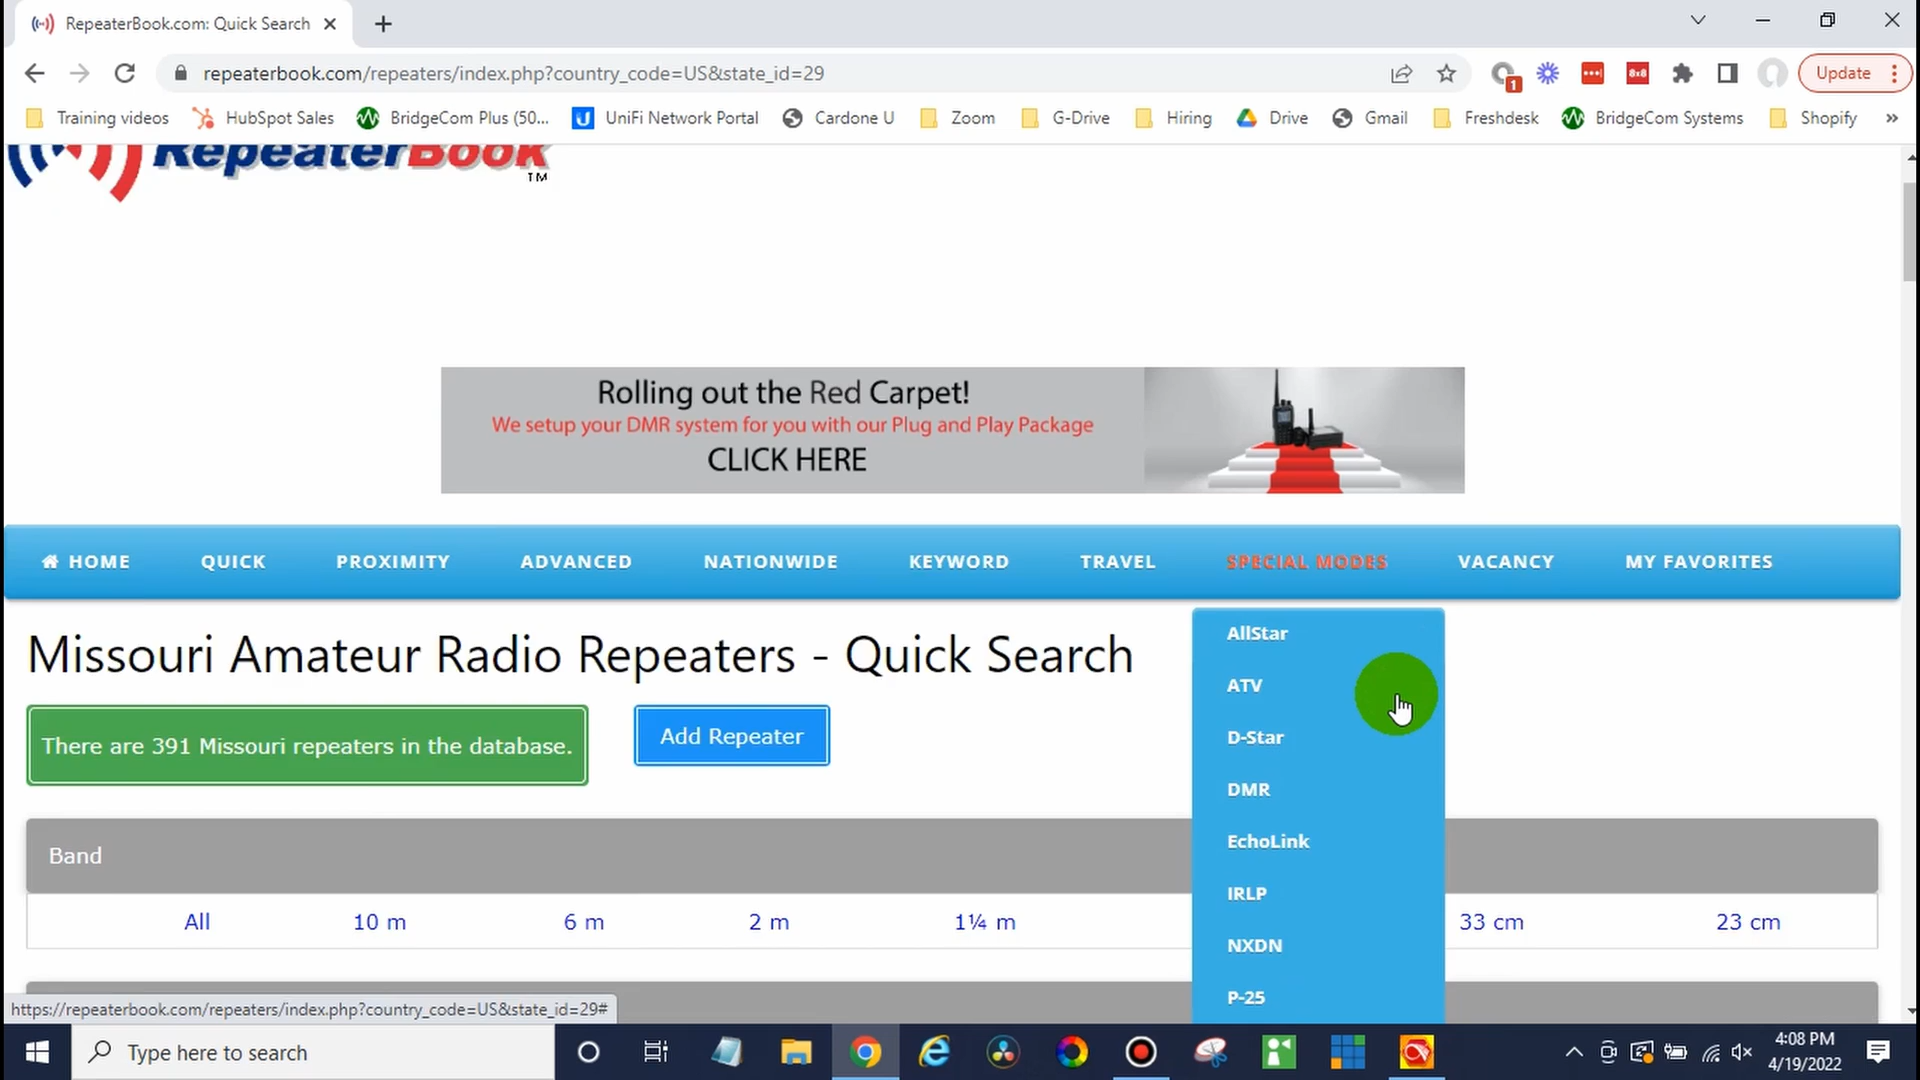 RepeaterBook.com: Quick Search
repeaterbook.com/repeaters/index.php?country_code=US&state_id=29
1
8x8
Update
Training videos
HubSpot Sales
BridgeCom Plus (50...
UniFi Network Portal
Cardone U
Zoom
G-Drive
Hiring
Drive
Gmail
Freshdesk
BridgeCom Systems
Shopify
»
RepeaterBook
TM
Rolling out the Red Carpet!
We setup your DMR system for you with our Plug and Play Package
CLICK HERE
HOME
QUICK
PROXIMITY
ADVANCED
NATIONWIDE
KEYWORD
TRAVEL
SPECIAL MODES
VACANCY
MY FAVORITES
Missouri Amateur Radio Repeaters - Quick Search
There are 391 Missouri repeaters in the database.
Add Repeater
AllStar
ATV
D-Star
DMR
EchoLink
IRLP
NXDN
P-25
Band
All
10 m
6 m
2 m
1¼ m
33 cm
23 cm
https://repeaterbook.com/repeaters/index.php?country_code=US&state_id=29#
Type here to search
4:08 PM
4/19/2022